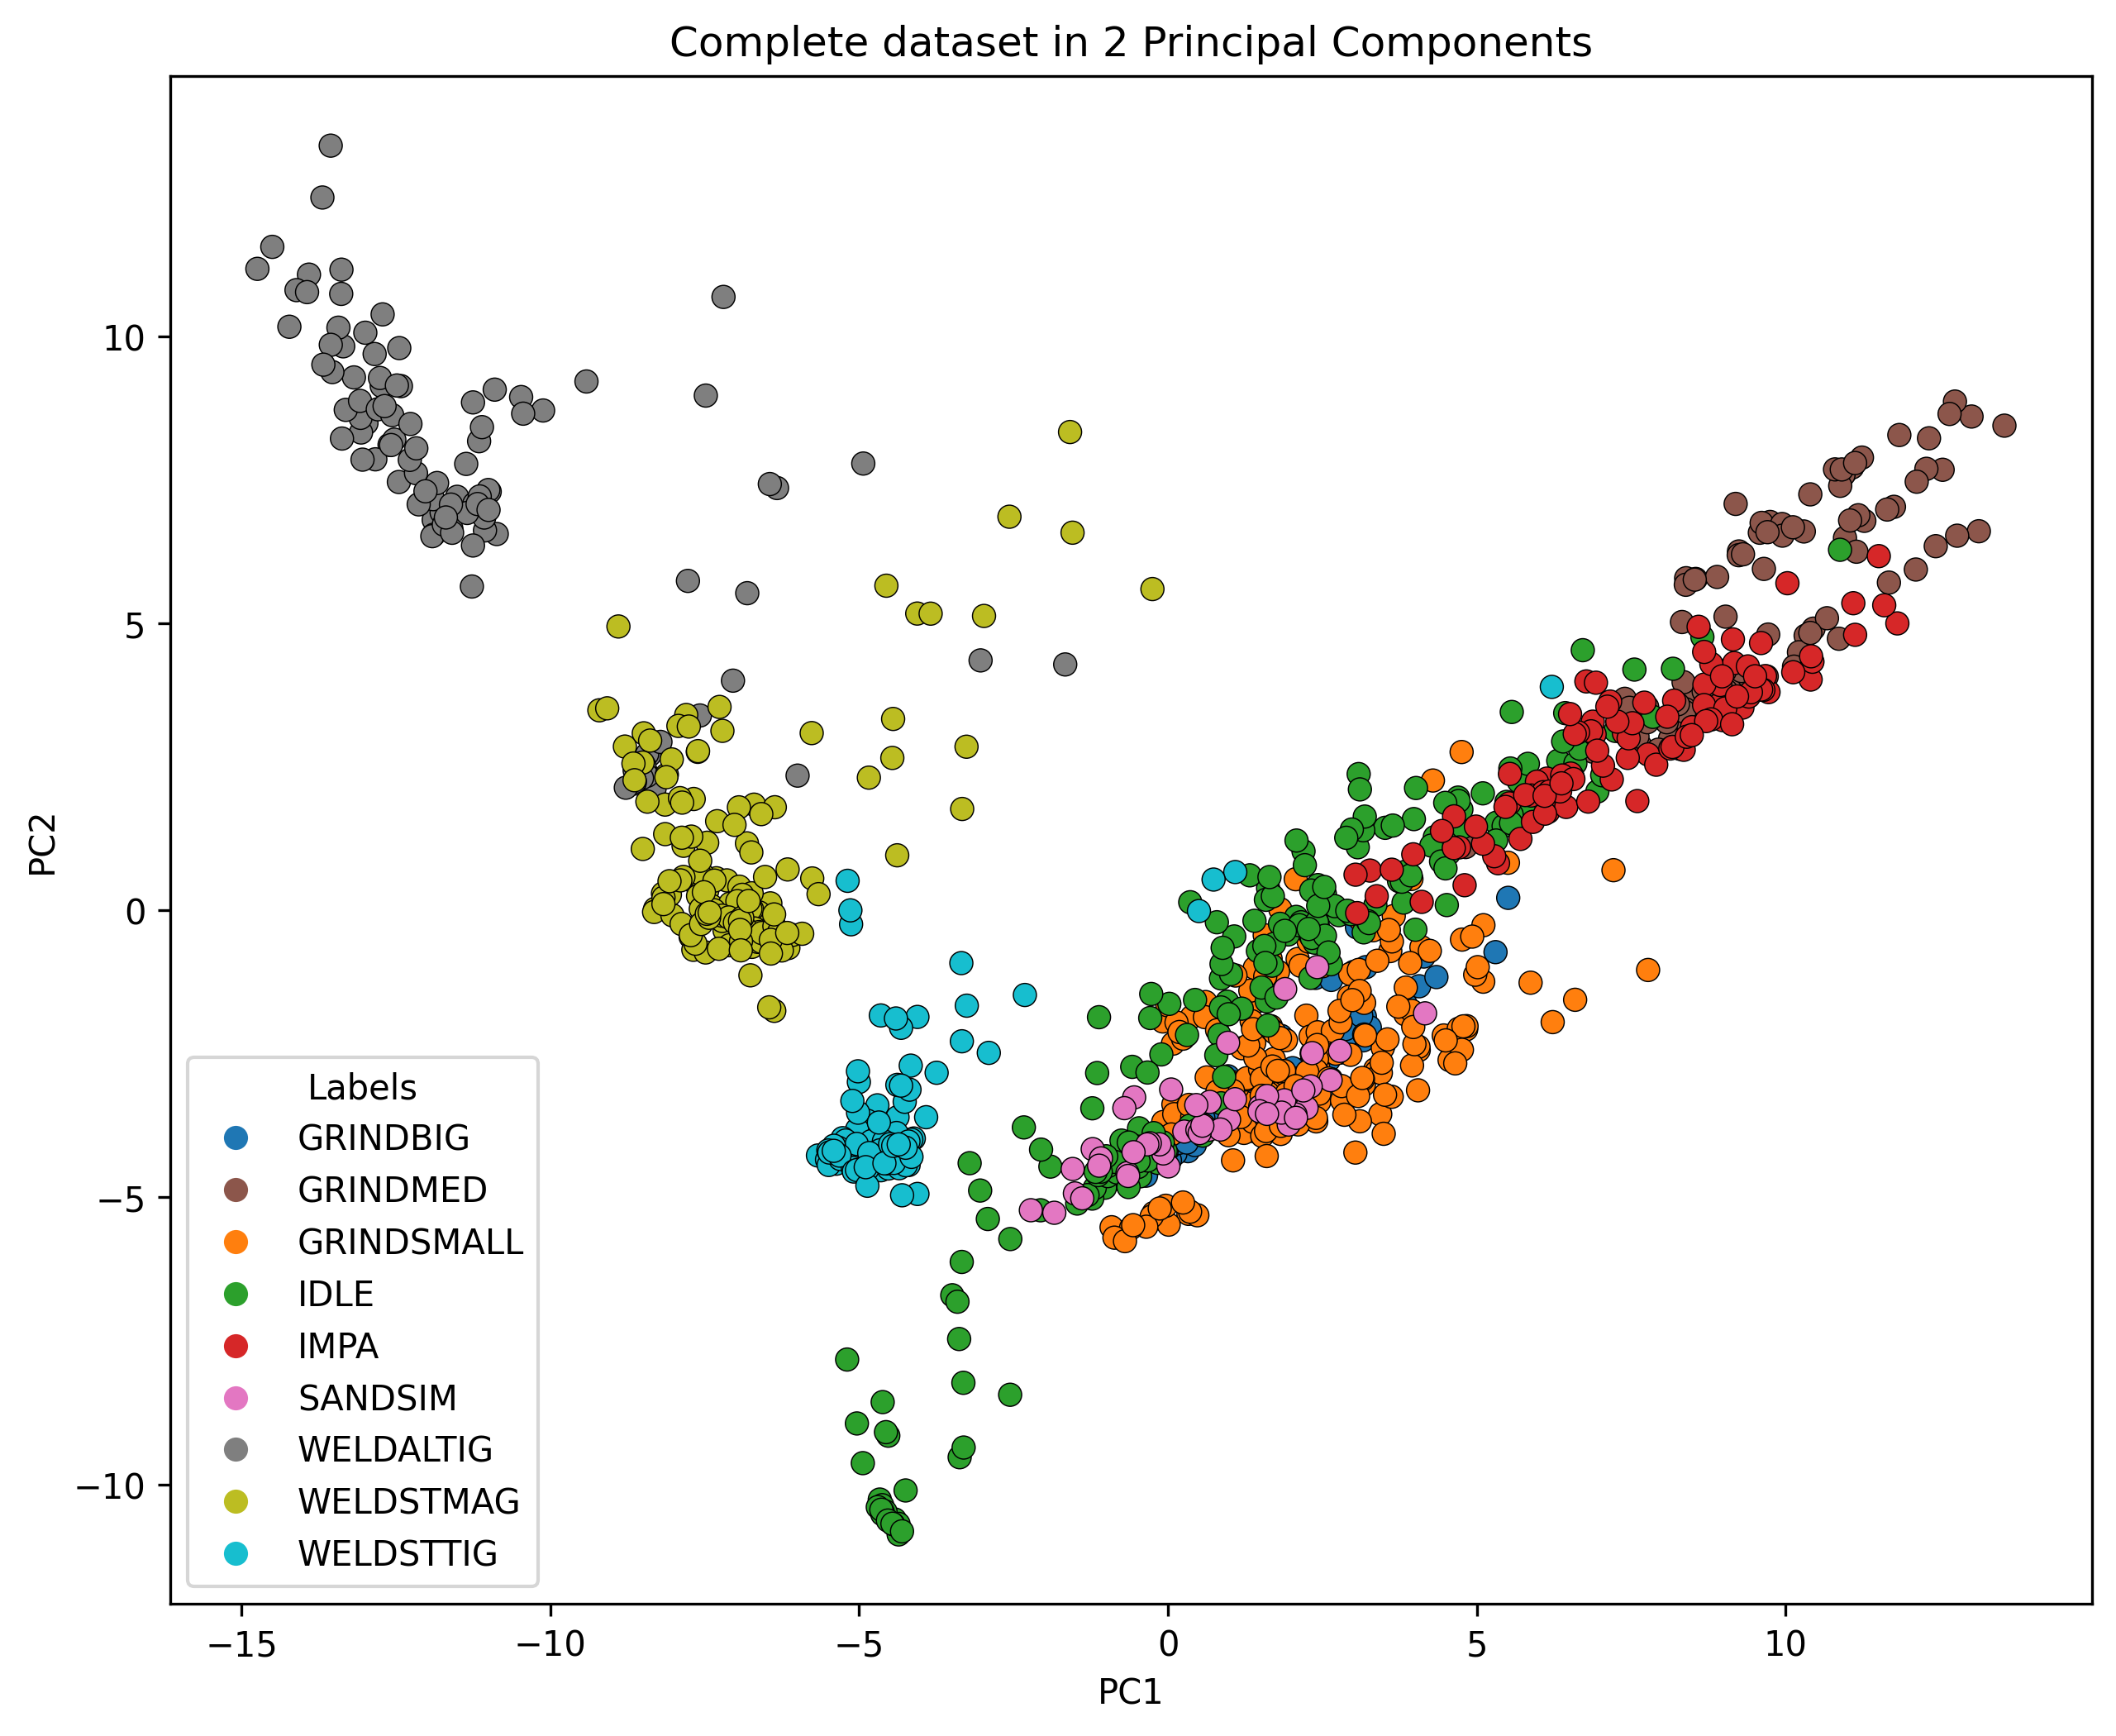 Complete dataset in 2 Principal Components
10
5
0
−5
−10
PC2
Labels
GRINDBIG
GRINDMED
GRINDSMALL
IDLE
IMPA
SANDSIM
WELDALTIG
WELDSTMAG
WELDSTTIG
−15 −10 −5 0 5 10
PC1